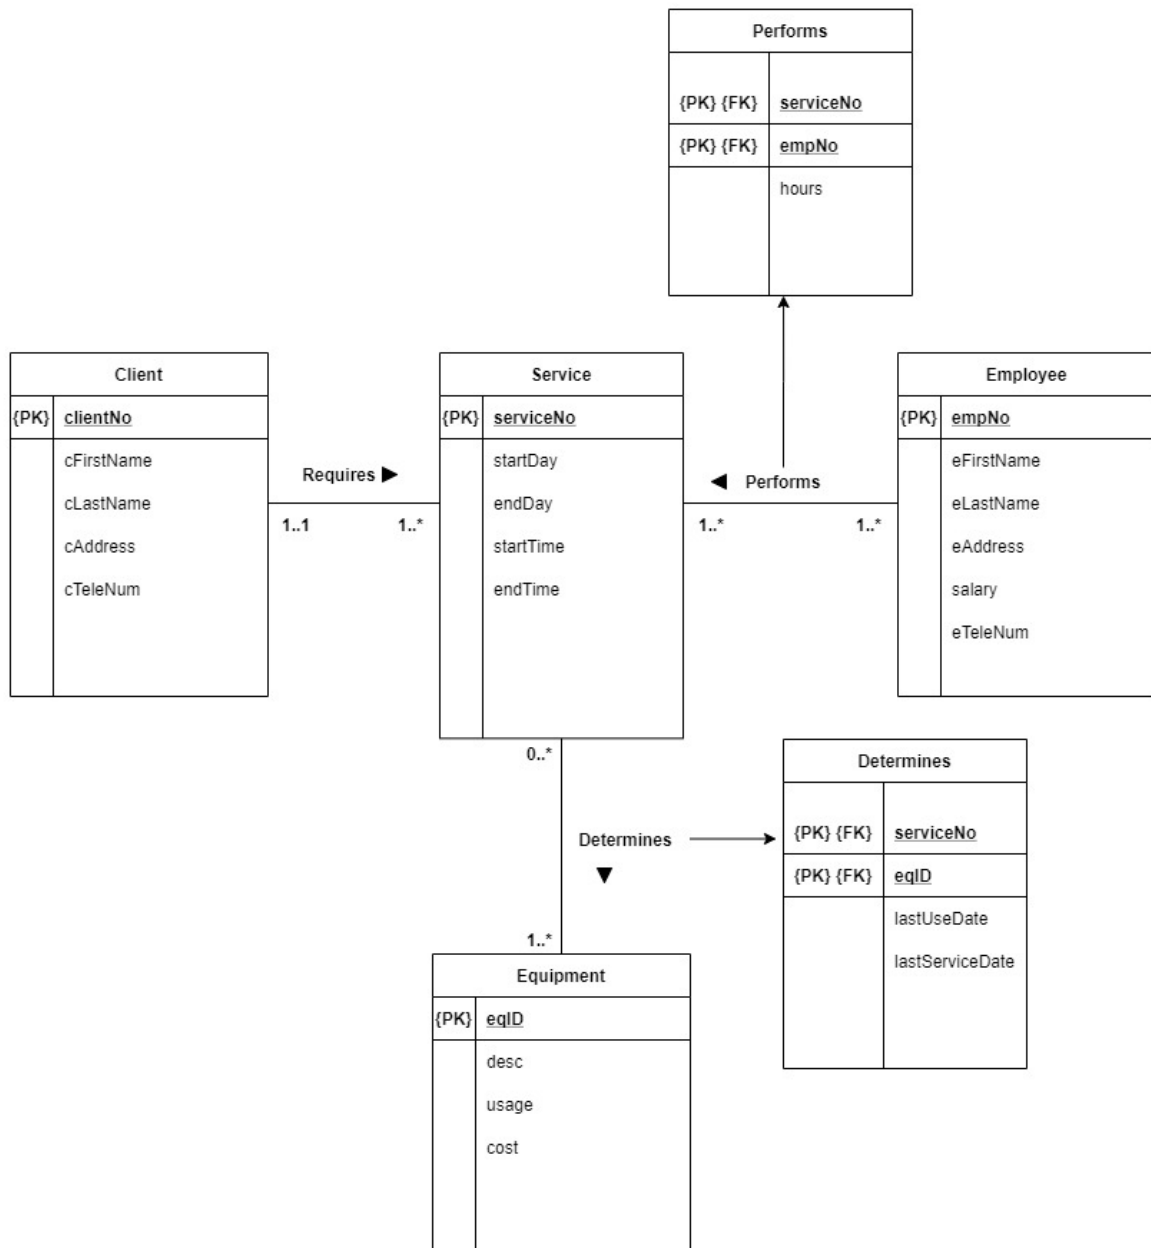 Performs
{PK} {FK} serviceNo
{PK} {FK} empNo
hours
Client
{PK} clientNo
cFirstName
cLastName
cAddress
cTeleNum
Requires ▶
1..1
1..*
Service
{PK} serviceNo
startDay
endDay
startTime
endTime
◀ Performs
1..*
1..*
Employee
{PK} empNo
eFirstName
eLastName
eAddress
salary
eTeleNum
0..*
Determines
▼
1..*
Determines
{PK} {FK} serviceNo
{PK} {FK} eqID
lastUseDate
lastServiceDate
Equipment
{PK} eqID
desc
usage
cost